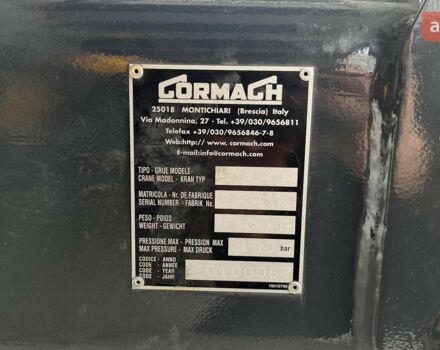 CORMACH
25018 MONTICHIARI (Brescia) Italy
Via Madonnina, 27 - Tel. +39/030/9656811
Telefax +39/030/9656846-7-8
Web:http// www. cormach.com
E-mail:info@cormach.com
TIPO - GRUE MODELE
CRANE MODEL - KRAN TYP
MATRICOLA - Nr. DE FABRIQUE
SERIAL NUMBER - FABRIK No.
PESO - POIDS
WEIGHT - GEWICHT
PRESSIONE MAX - PRESSION MAX
MAX PRESSURE - MAX DRUCK bar
CODICE - ANNO
CODE - ANNEE
CODE - YEAR
CODE - JAHR
10010796
a